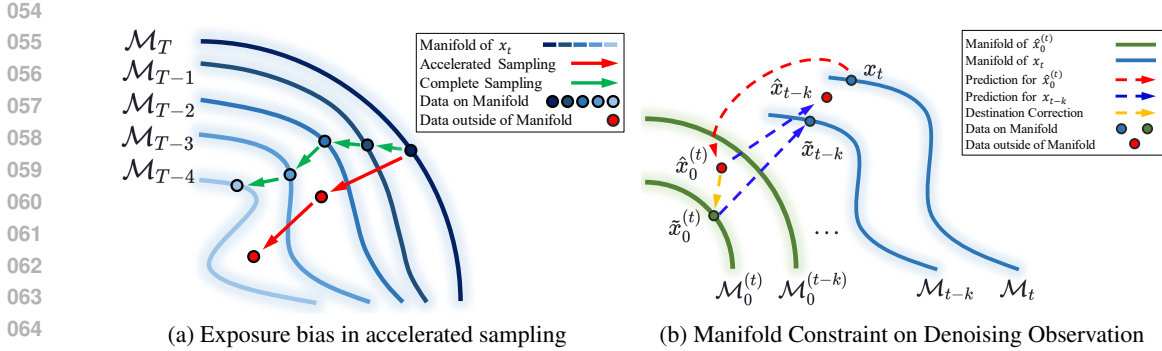 054
055
056
057
058
059
060
061
062
063
064
M_T
M_{T-1}
M_{T-2}
M_{T-3}
M_{T-4}
Manifold of x_t
Accelerated Sampling
Complete Sampling
Data on Manifold
Data outside of Manifold
(a) Exposure bias in accelerated sampling
Manifold of x̂_0^{(t)}
Manifold of x_t
Prediction for x̂_0^{(t)}
Prediction for x_{t-k}
Destination Correction
Data on Manifold
Data outside of Manifold
x_t
x̂_{t-k}
x̃_{t-k}
x̂_0^{(t)}
x̃_0^{(t)}
...
M_0^{(t)} M_0^{(t-k)} M_{t-k} M_t
(b) Manifold Constraint on Denoising Observation